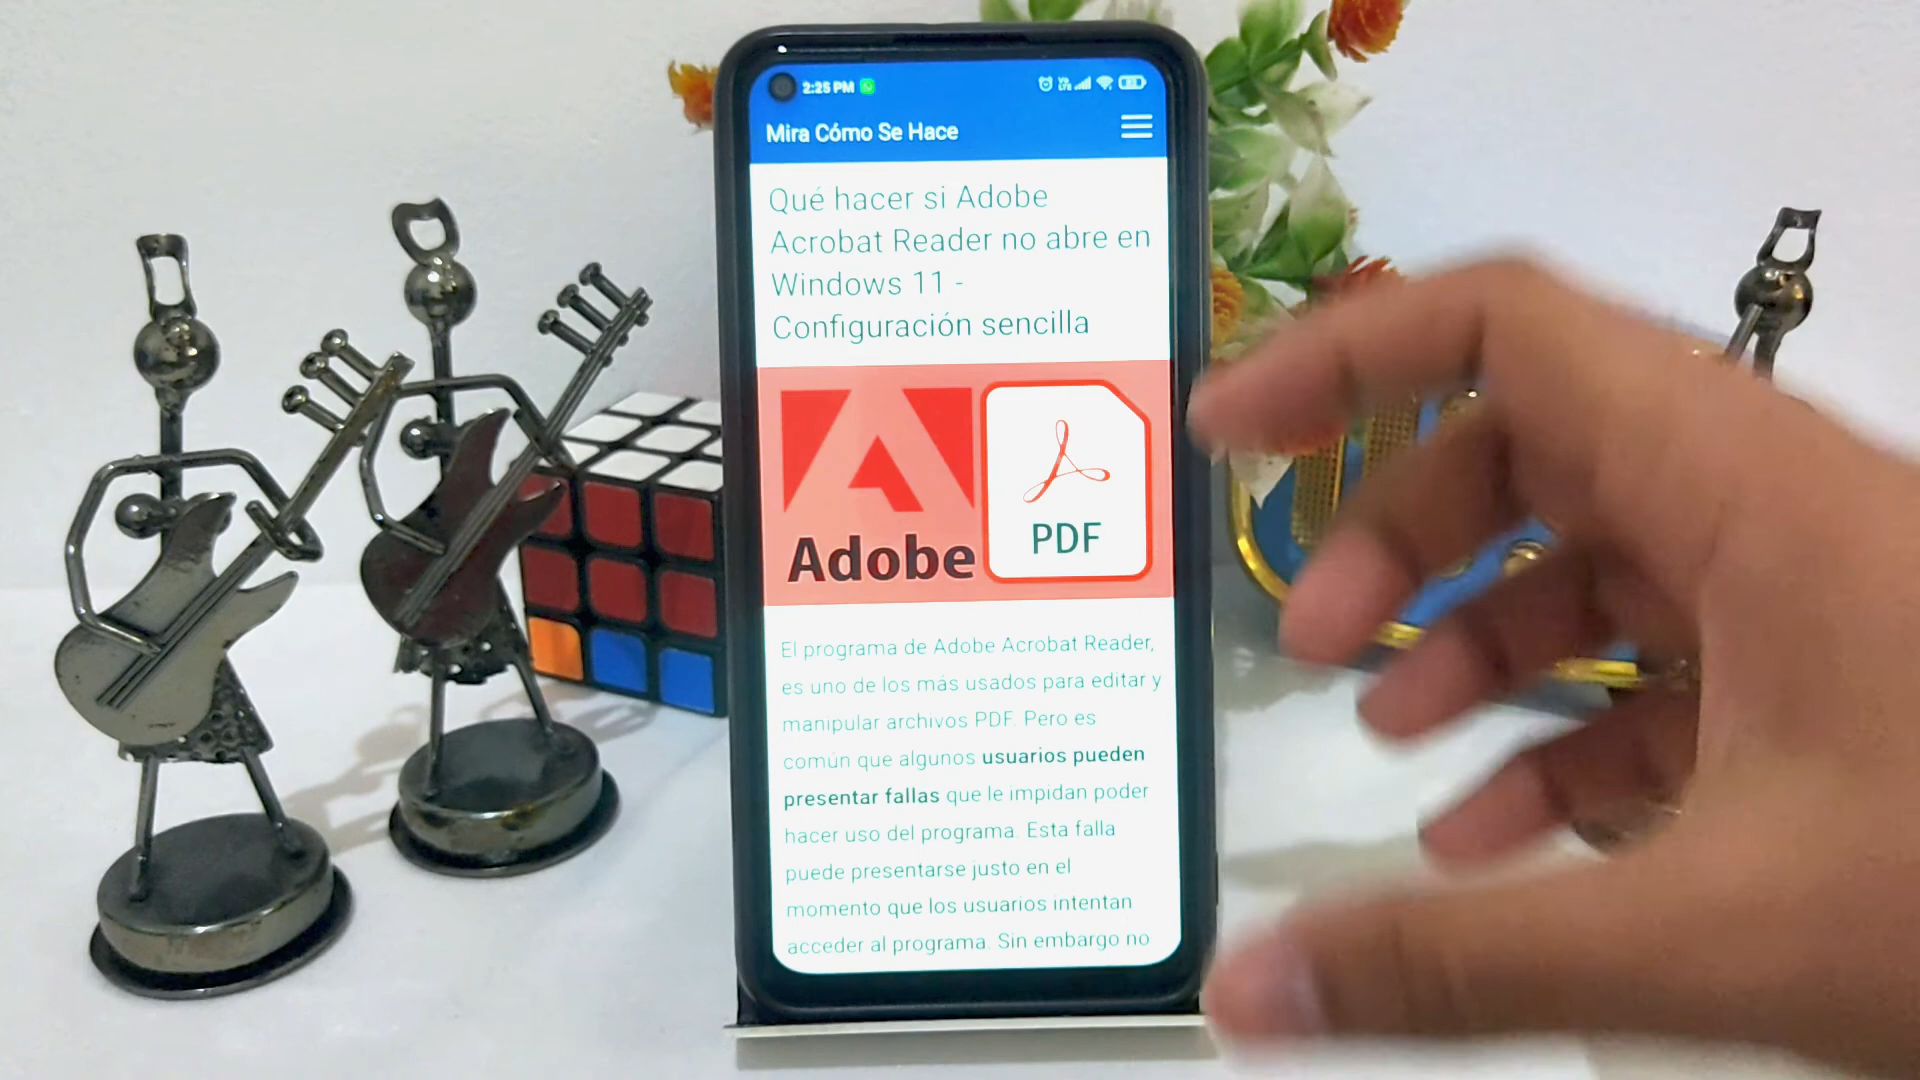 2:25 PM
Mira Cómo Se Hace
Qué hacer si Adobe
Acrobat Reader no abre en
Windows 11 -
Configuración sencilla
Adobe
PDF
El programa de Adobe Acrobat Reader,
es uno de los más usados para editar y
manipular archivos PDF. Pero es
común que algunos usuarios pueden
presentar fallas que le impidan poder
hacer uso del programa. Esta falla
puede presentarse justo en el
momento que los usuarios intentan
acceder al programa. Sin embargo no